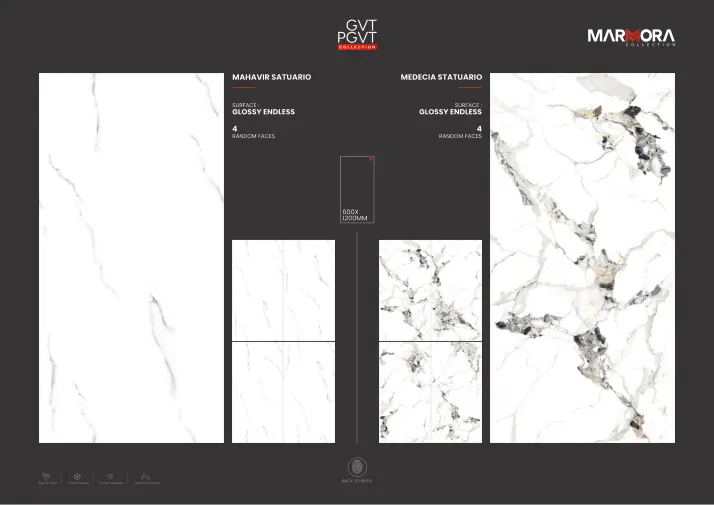 GVT
PGVT
COLLECTION
MARMORA
COLLECTION
MAHAVIR SATUARIO
SURFACE :
GLOSSY ENDLESS
4
RANDOM FACES
MEDECIA STATUARIO
SURFACE :
GLOSSY ENDLESS
4
RANDOM FACES
600X
1200MM
BACK TO INDEX